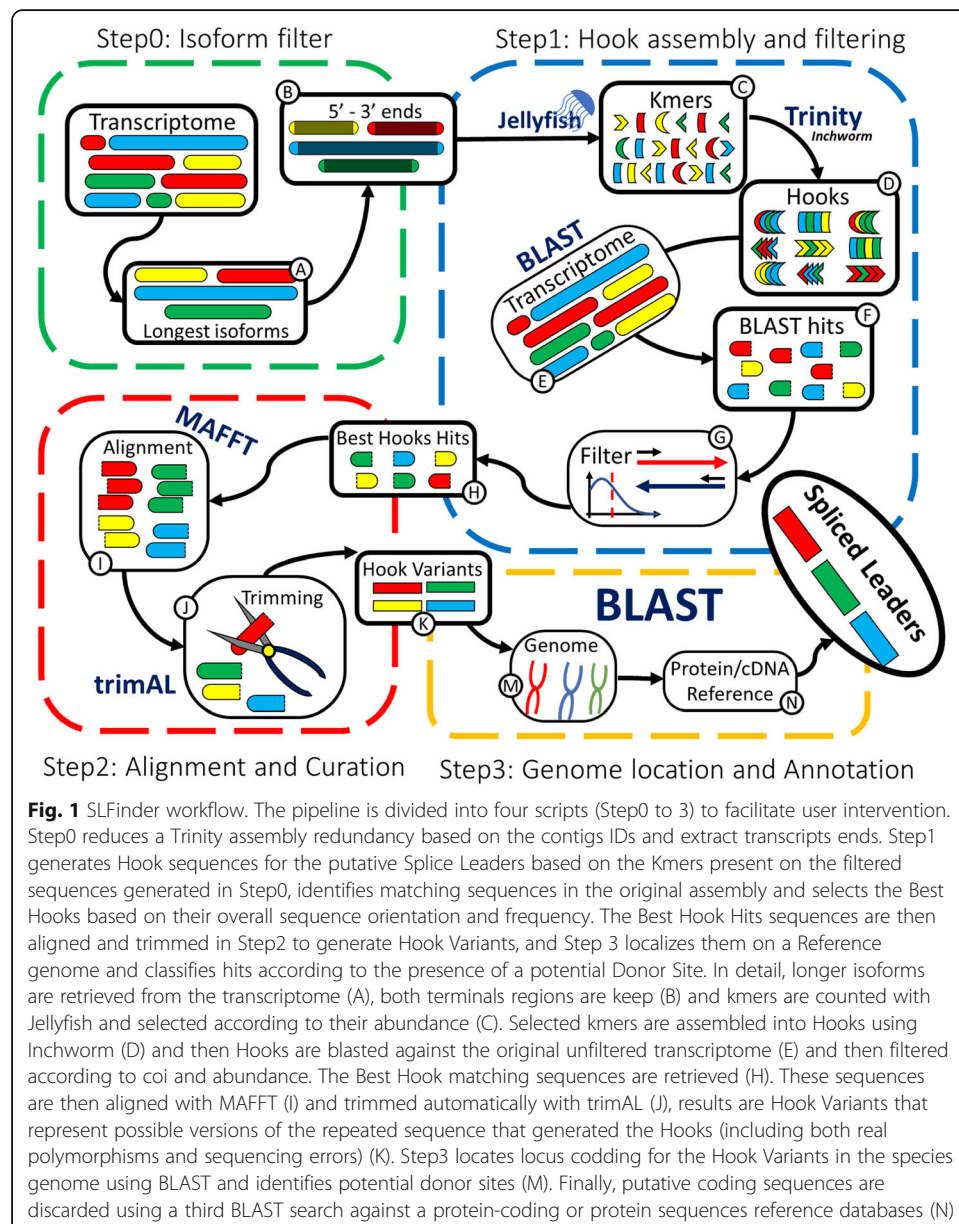 Step0: Isoform filter
Step1: Hook assembly and filtering
Transcriptome
B
5’ - 3’ ends
A
Longest isoforms
Jellyfish
C
Kmers
Trinity
Inchworm
D
Hooks
BLAST
Transcriptome
E
F
BLAST hits
G
Filter
Best Hooks Hits
H
MAFFT
Alignment
I
J
Trimming
trimAL
Hook Variants
K
BLAST
Genome
M
Protein/cDNA
Reference
N
Spliced Leaders
Step2: Alignment and Curation
Step3: Genome location and Annotation
Fig. 1 SLFinder workflow. The pipeline is divided into four scripts (Step0 to 3) to facilitate user intervention.
Step0 reduces a Trinity assembly redundancy based on the contigs IDs and extract transcripts ends. Step1
generates Hook sequences for the putative Splice Leaders based on the Kmers present on the filtered
sequences generated in Step0, identifies matching sequences in the original assembly and selects the Best
Hooks based on their overall sequence orientation and frequency. The Best Hook Hits sequences are then
aligned and trimmed in Step2 to generate Hook Variants, and Step 3 localizes them on a Reference
genome and classifies hits according to the presence of a potential Donor Site. In detail, longer isoforms
are retrieved from the transcriptome (A), both terminals regions are keep (B) and kmers are counted with
Jellyfish and selected according to their abundance (C). Selected kmers are assembled into Hooks using
Inchworm (D) and then Hooks are blasted against the original unfiltered transcriptome (E) and then filtered
according to coi and abundance. The Best Hook matching sequences are retrieved (H). These sequences
are then aligned with MAFFT (I) and trimmed automatically with trimAL (J), results are Hook Variants that
represent possible versions of the repeated sequence that generated the Hooks (including both real
polymorphisms and sequencing errors) (K). Step3 locates locus codding for the Hook Variants in the species
genome using BLAST and identifies potential donor sites (M). Finally, putative coding sequences are
discarded using a third BLAST search against a protein-coding or protein sequences reference databases (N)